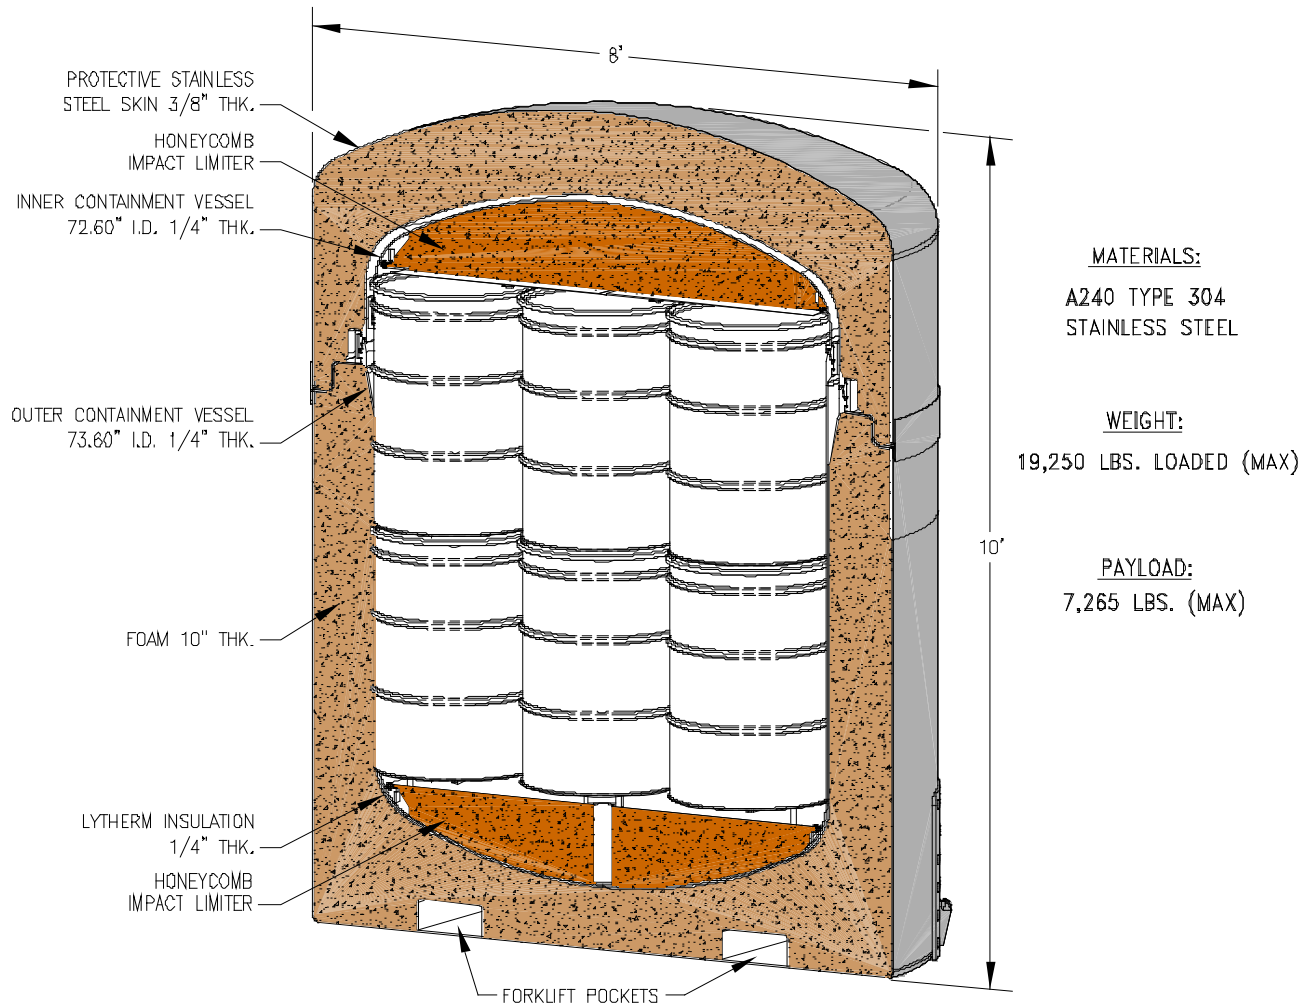 8'
PROTECTIVE STAINLESS
STEEL SKIN 3/8" THK.
HONEYCOMB
IMPACT LIMITER
INNER CONTAINMENT VESSEL
72.60" I.D. 1/4" THK.
MATERIALS:
A240 TYPE 304
STAINLESS STEEL
OUTER CONTAINMENT VESSEL
73.60" I.D. 1/4" THK.
WEIGHT:
19,250 LBS. LOADED (MAX)
10'
PAYLOAD:
7,265 LBS. (MAX)
FOAM 10" THK.
LYTHERM INSULATION
1/4" THK.
HONEYCOMB
IMPACT LIMITER
FORKLIFT POCKETS